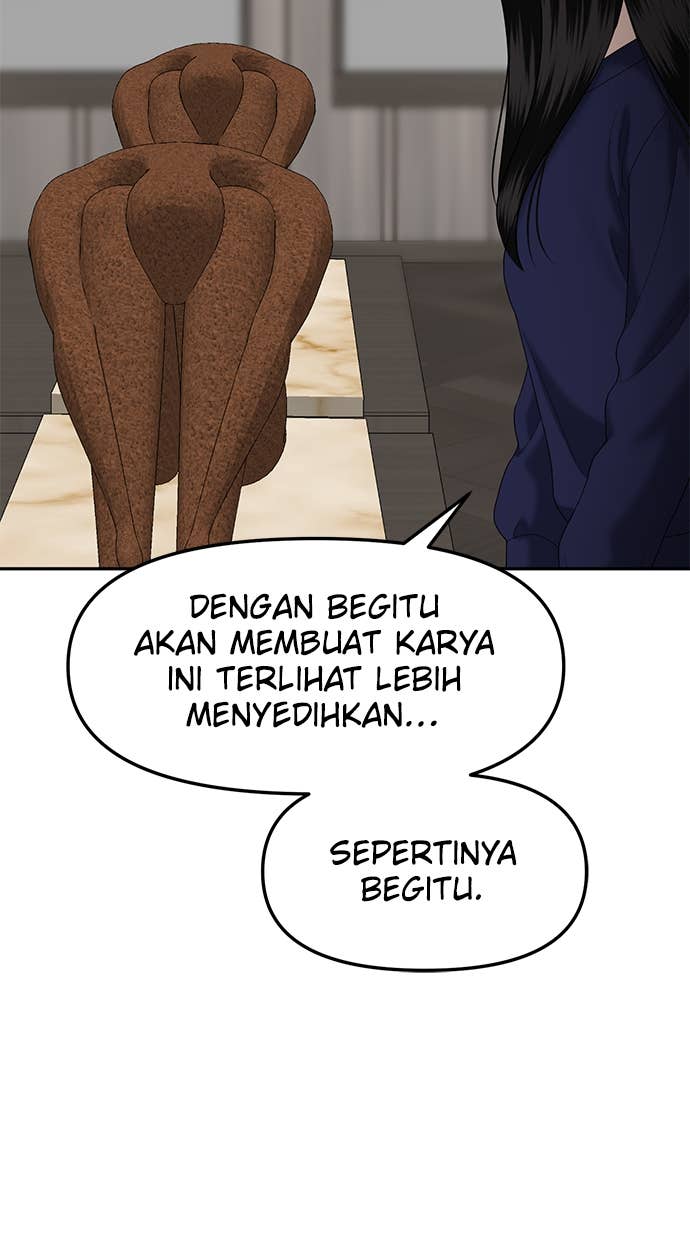 DENGAN BEGITU
AKAN MEMBUAT KARYA
INI TERLIHAT LEBIH
MENYEDIHKAN...
SEPERTINYA
BEGITU.